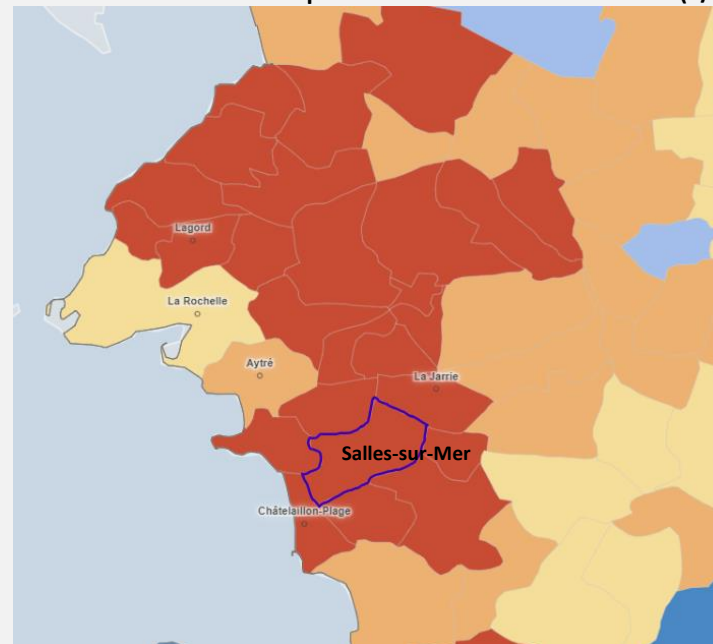 Lagord
La Rochelle
Aytré
La Jarrie
Salles-sur-Mer
Châtelaillon-Plage